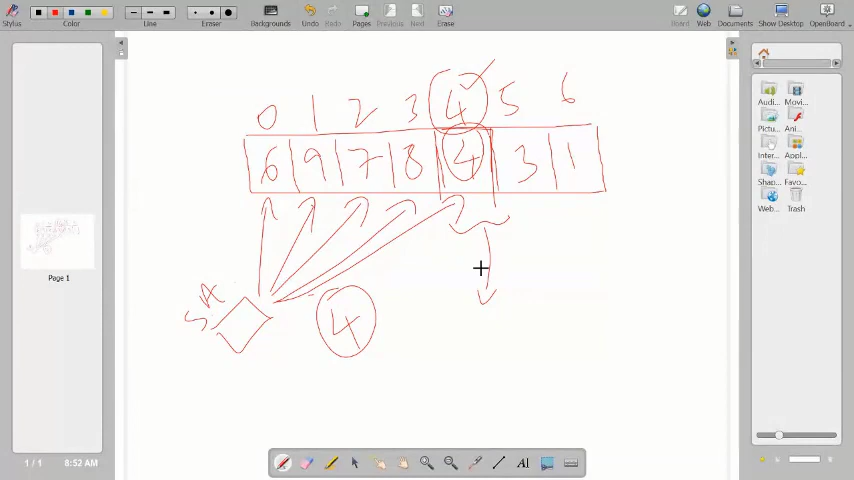 Stylus
Color
Line
Eraser
Backgrounds
Undo
Redo
Pages
Previous
Next
Board
Web
Documents
Show Desktop
OpenBoard
0 1 2 3 4 5 6
6 9 7 8 4 3 1
SA
4
Page 1
Audi...
Movi...
Pictu...
Ani...
Inter...
Appl...
Shap...
Favo...
Web...
Trash
1 / 1 8:52 AM
AI